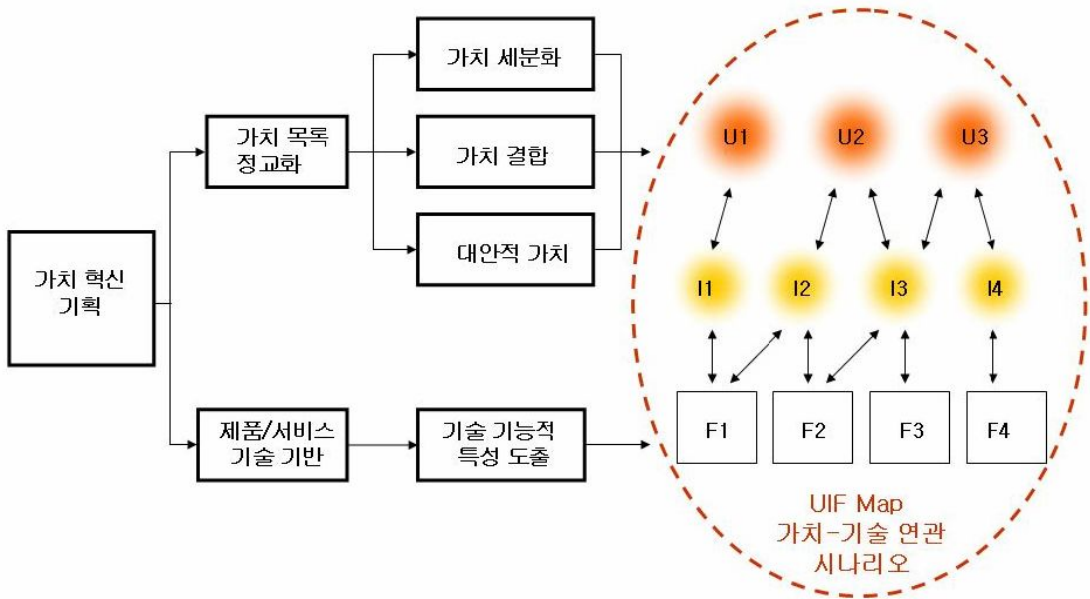 가치 혁신
기획
가치 목록
정교화
가치 세분화
가치 결합
대안적 가치
제품/서비스
기술 기반
기술 기능적
특성 도출
U1
U2
U3
I1
I2
I3
I4
F1
F2
F3
F4
UIF Map
가치-기술 연관
시나리오